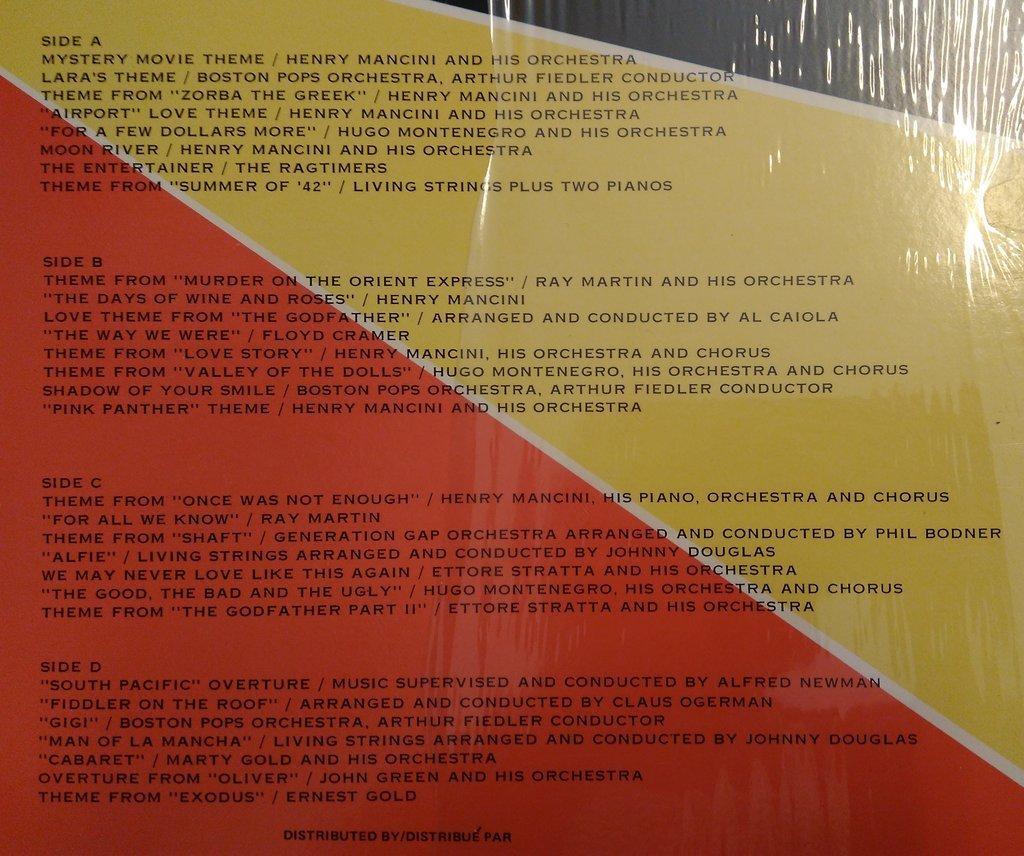 SIDE A
MYSTERY MOVIE THEME / HENRY MANCINI AND HIS ORCHESTRA
LARA'S THEME / BOSTON POPS ORCHESTRA, ARTHUR FIEDLER CONDUCTOR
THEME FROM "ZORBA THE GREEK" / HENRY MANCINI AND HIS ORCHESTRA
"AIRPORT" LOVE THEME / HENRY MANCINI AND HIS ORCHESTRA
"FOR A FEW DOLLARS MORE" / HUGO MONTENEGRO AND HIS ORCHESTRA
MOON RIVER / HENRY MANCINI AND HIS ORCHESTRA
THE ENTERTAINER / THE RAGTIMERS
THEME FROM "SUMMER OF '42" / LIVING STRINGS PLUS TWO PIANOS
SIDE B
THEME FROM "MURDER ON THE ORIENT EXPRESS" / RAY MARTIN AND HIS ORCHESTRA
"THE DAYS OF WINE AND ROSES" / HENRY MANCINI
LOVE THEME FROM "THE GODFATHER" / ARRANGED AND CONDUCTED BY AL CAIOLA
"THE WAY WE WERE" / FLOYD CRAMER
THEME FROM "LOVE STORY" / HENRY MANCINI, HIS ORCHESTRA AND CHORUS
THEME FROM "VALLEY OF THE DOLLS" / HUGO MONTENEGRO, HIS ORCHESTRA AND CHORUS
SHADOW OF YOUR SMILE / BOSTON POPS ORCHESTRA, ARTHUR FIEDLER CONDUCTOR
"PINK PANTHER" THEME / HENRY MANCINI AND HIS ORCHESTRA
SIDE C
THEME FROM "ONCE WAS NOT ENOUGH" / HENRY MANCINI, HIS PIANO, ORCHESTRA AND CHORUS
"FOR ALL WE KNOW" / RAY MARTIN
THEME FROM "SHAFT" / GENERATION GAP ORCHESTRA ARRANGED AND CONDUCTED BY PHIL BODNER
"ALFIE" / LIVING STRINGS ARRANGED AND CONDUCTED BY JOHNNY DOUGLAS
WE MAY NEVER LOVE LIKE THIS AGAIN / ETTORE STRATTA AND HIS ORCHESTRA
"THE GOOD, THE BAD AND THE UGLY" / HUGO MONTENEGRO, HIS ORCHESTRA AND CHORUS
THEME FROM "THE GODFATHER PART II" / ETTORE STRATTA AND HIS ORCHESTRA
SIDE D
"SOUTH PACIFIC" OVERTURE / MUSIC SUPERVISED AND CONDUCTED BY ALFRED NEWMAN
"FIDDLER ON THE ROOF" / ARRANGED AND CONDUCTED BY CLAUS OGERMAN
"GIGI" / BOSTON POPS ORCHESTRA, ARTHUR FIEDLER CONDUCTOR
"MAN OF LA MANCHA" / LIVING STRINGS ARRANGED AND CONDUCTED BY JOHNNY DOUGLAS
"CABARET" / MARTY GOLD AND HIS ORCHESTRA
OVERTURE FROM "OLIVER" / JOHN GREEN AND HIS ORCHESTRA
THEME FROM "EXODUS" / ERNEST GOLD
DISTRIBUTED BY/DISTRIBUÉ PAR